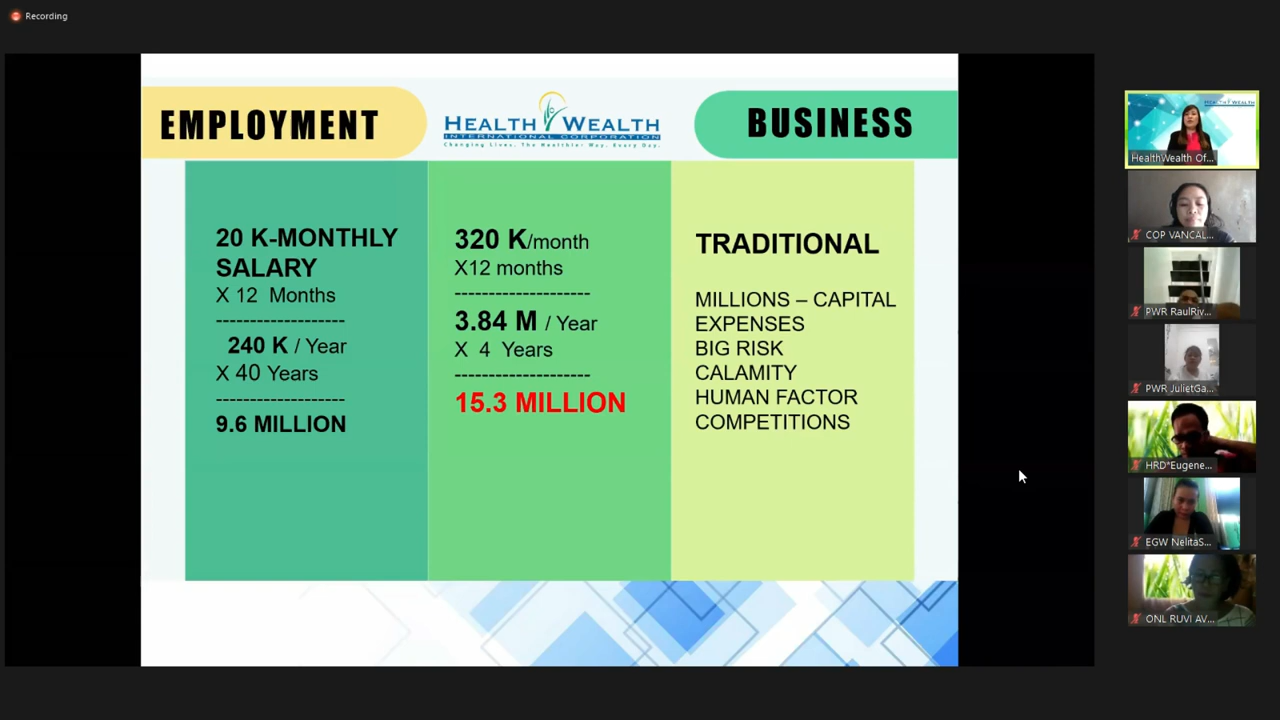 Recording
EMPLOYMENT
HEALTH WEALTH
INTERNATIONAL CORPORATION
Changing Lives. The Healthier Way. Every Day.
BUSINESS
20 K-MONTHLY
SALARY
X 12 Months
-------------------
240 K / Year
X 40 Years
-------------------
9.6 MILLION
320 K/month
X12 months
--------------------
3.84 M / Year
X 4 Years
--------------------
15.3 MILLION
TRADITIONAL
MILLIONS – CAPITAL
EXPENSES
BIG RISK
CALAMITY
HUMAN FACTOR
COMPETITIONS
HEALTH WEALTH
HealthWealth Of...
COP VANCAL...
PWR RaulRiv...
PWR JulietGa...
HRD*Eugene...
EGW NelitaS...
ONL RUVI AV...